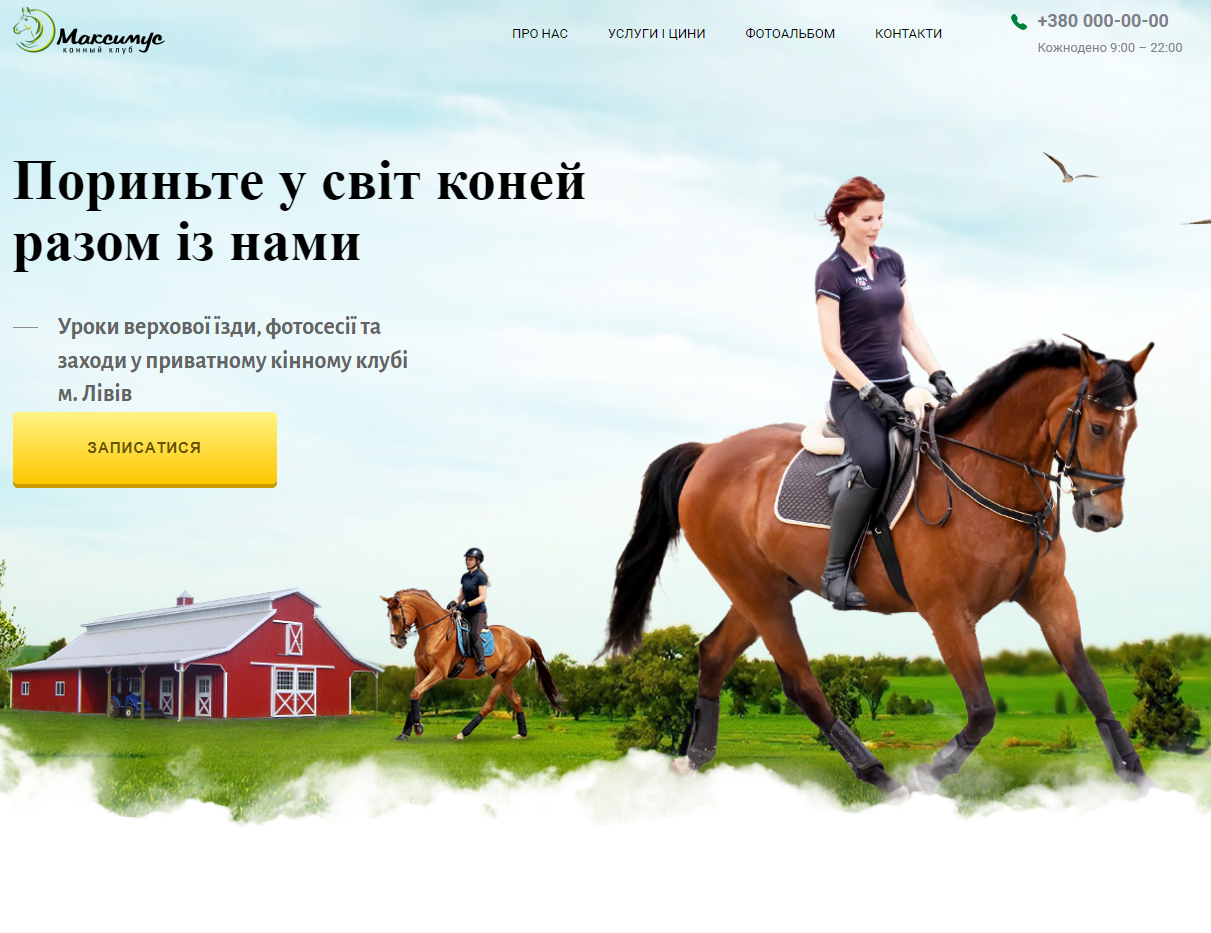 Максимус
конный клуб
ПРО НАС
УСЛУГИ І ЦИНИ
ФОТОАЛЬБОМ
КОНТАКТИ
+380 000-00-00
Кожнодено 9:00 – 22:00
Пориньте у світ коней
разом із нами
Уроки верхової їзди, фотосесії та
заходи у приватному кінному клубі
м. Лівів
ЗАПИСАТИСЯ